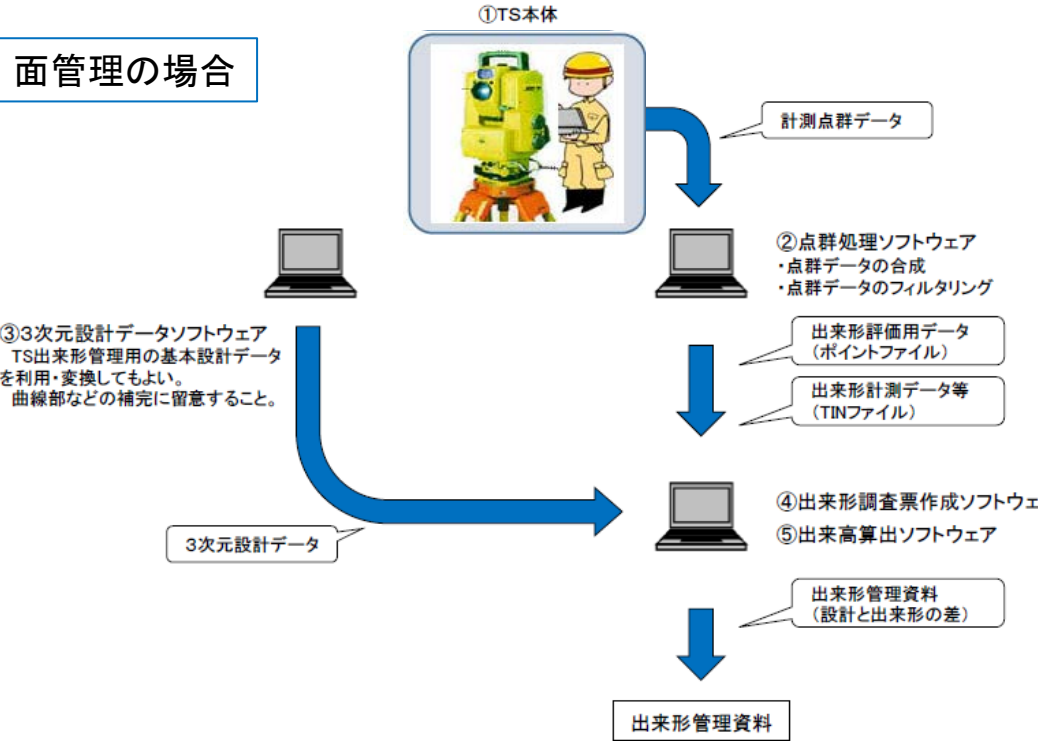 ①TS本体
面管理の場合
計測点群データ
②点群処理ソフトウェア
・点群データの合成
・点群データのフィルタリング
③3次元設計データソフトウェア
TS出来形管理用の基本設計データ
を利用・変換してもよい。
曲線部などの補完に留意すること。
出来形評価用データ
(ポイントファイル)
出来形計測データ等
(TINファイル)
④出来形調査票作成ソフトウェ
⑤出来高算出ソフトウェア
3次元設計データ
出来形管理資料
(設計と出来形の差)
出来形管理資料